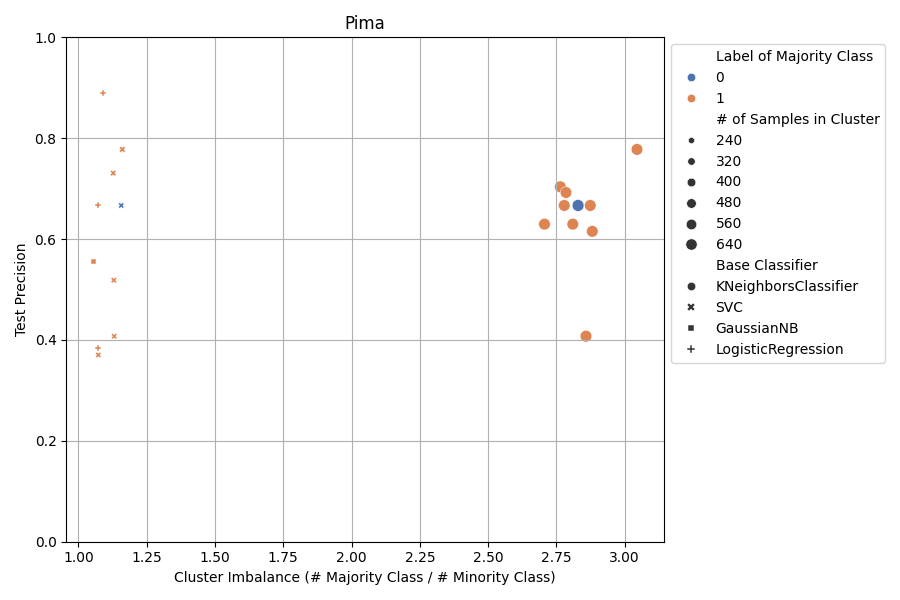 Pima
1.0
0.8
0.6
0.4
0.2
0.0
Test Precision
1.00
1.25
1.50
1.75
2.00
2.25
2.50
2.75
3.00
Cluster Imbalance (# Majority Class / # Minority Class)
Label of Majority Class
0
1
# of Samples in Cluster
240
320
400
480
560
640
Base Classifier
KNeighborsClassifier
SVC
GaussianNB
LogisticRegression